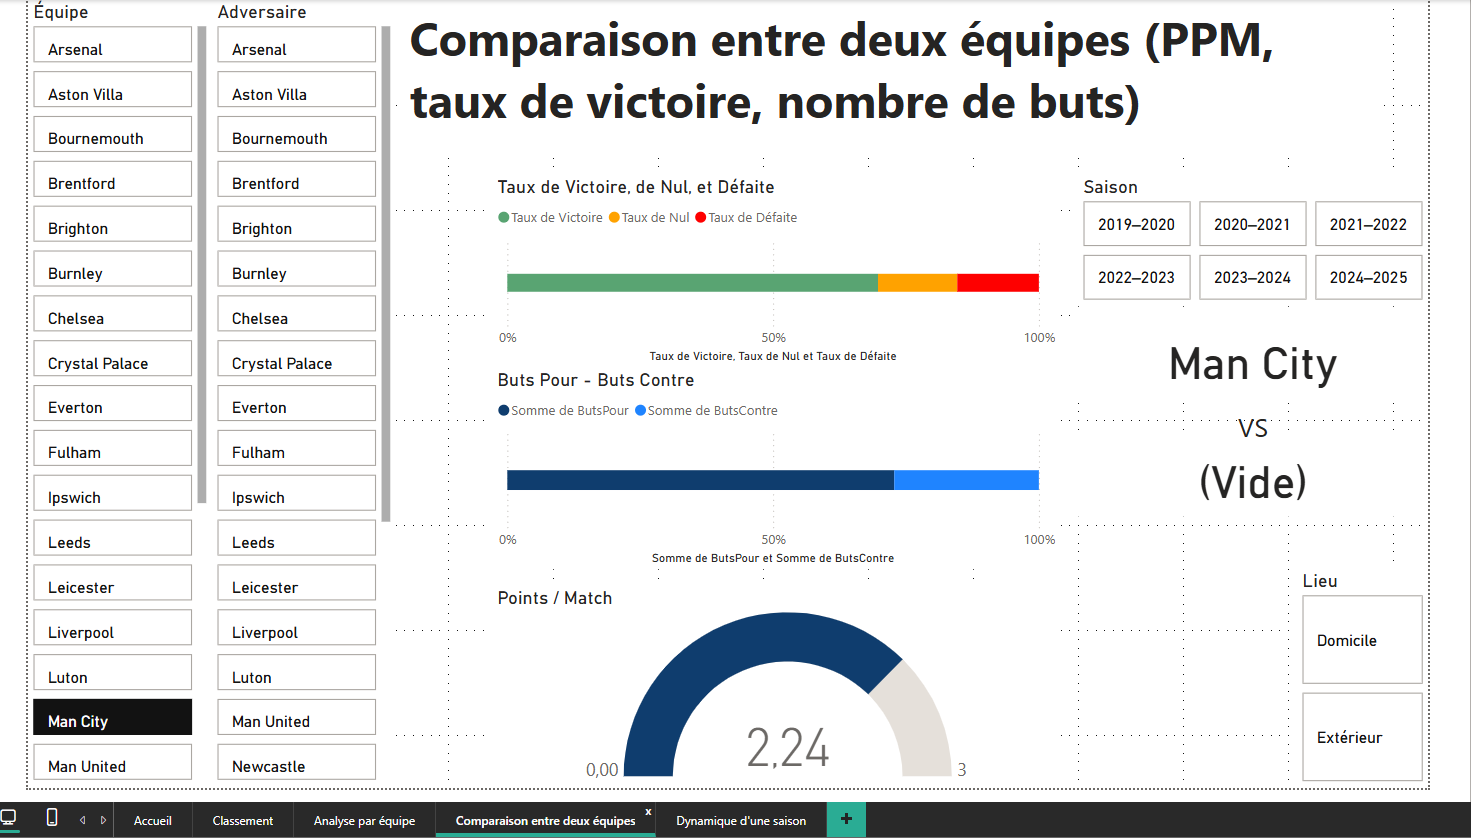 Équipe
Arsenal
Aston Villa
Bournemouth
Brentford
Brighton
Burnley
Chelsea
Crystal Palace
Everton
Fulham
Ipswich
Leeds
Leicester
Liverpool
Luton
Man City
Man United
Adversaire
Arsenal
Aston Villa
Bournemouth
Brentford
Brighton
Burnley
Chelsea
Crystal Palace
Everton
Fulham
Ipswich
Leeds
Leicester
Liverpool
Luton
Man United
Newcastle
Comparaison entre deux équipes (PPM,
taux de victoire, nombre de buts)
Taux de Victoire, de Nul, et Défaite
Taux de Victoire Taux de Nul Taux de Défaite
0% 50% 100%
Taux de Victoire, Taux de Nul et Taux de Défaite
Buts Pour - Buts Contre
Somme de ButsPour Somme de ButsContre
0% 50% 100%
Somme de ButsPour et Somme de ButsContre
Points / Match
2,24
0,00 3
Saison
2019–2020 2020–2021 2021–2022
2022–2023 2023–2024 2024–2025
Man City
VS
(Vide)
Lieu
Domicile
Extérieur
Accueil Classement Analyse par équipe Comparaison entre deux équipes x Dynamique d'une saison +